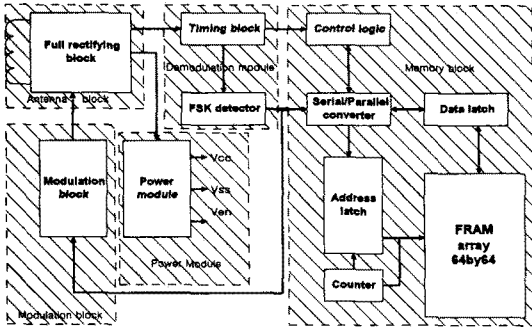 Full rectifying
block
Antenna block
Timing block
Demodulation module
FSK detector
Control logic
Memory block
Serial/Parallel
converter
Data latch
Modulation
block
Modulation block
Power
module
Vcc
Vss
Ven
Power Module
Address
latch
Counter
FRAM
array
64by64